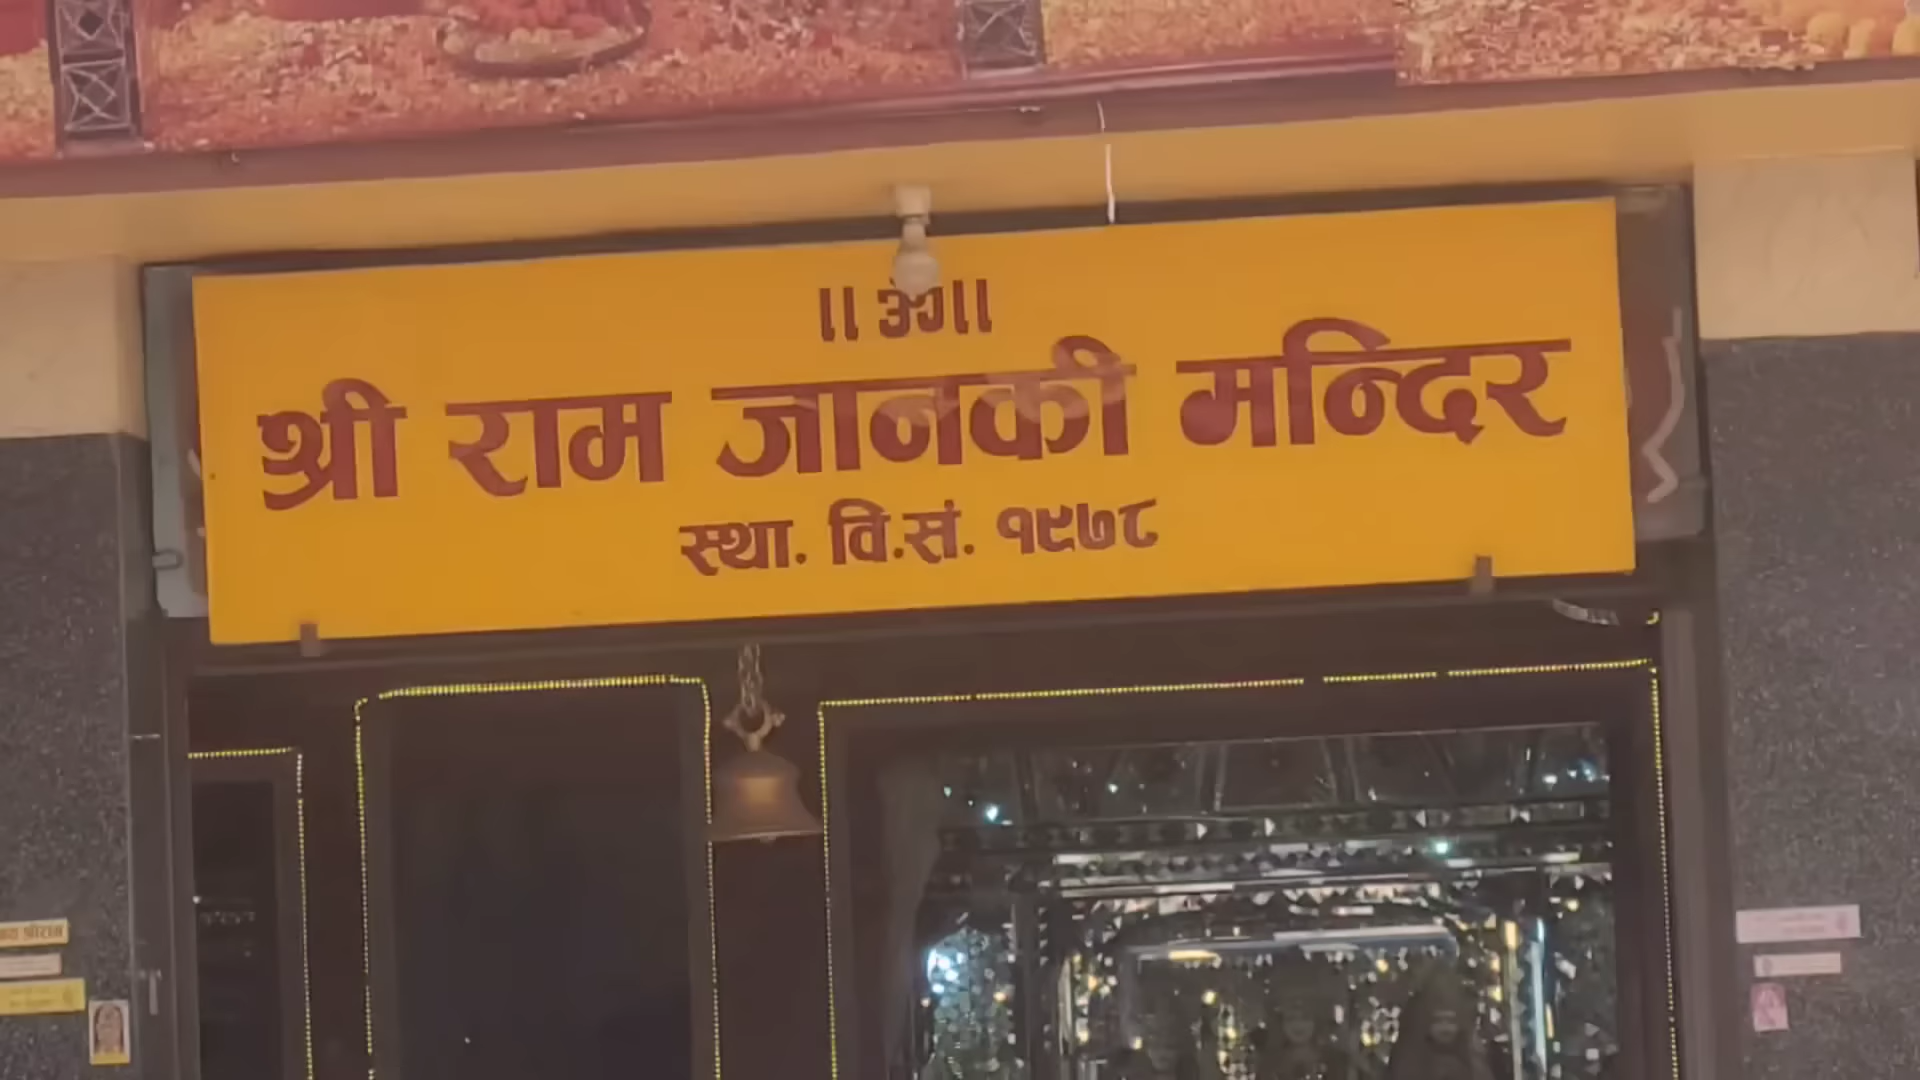 ।। ॐ ।।
श्री राम जानकी मन्दिर
स्था. वि.सं. १९७८